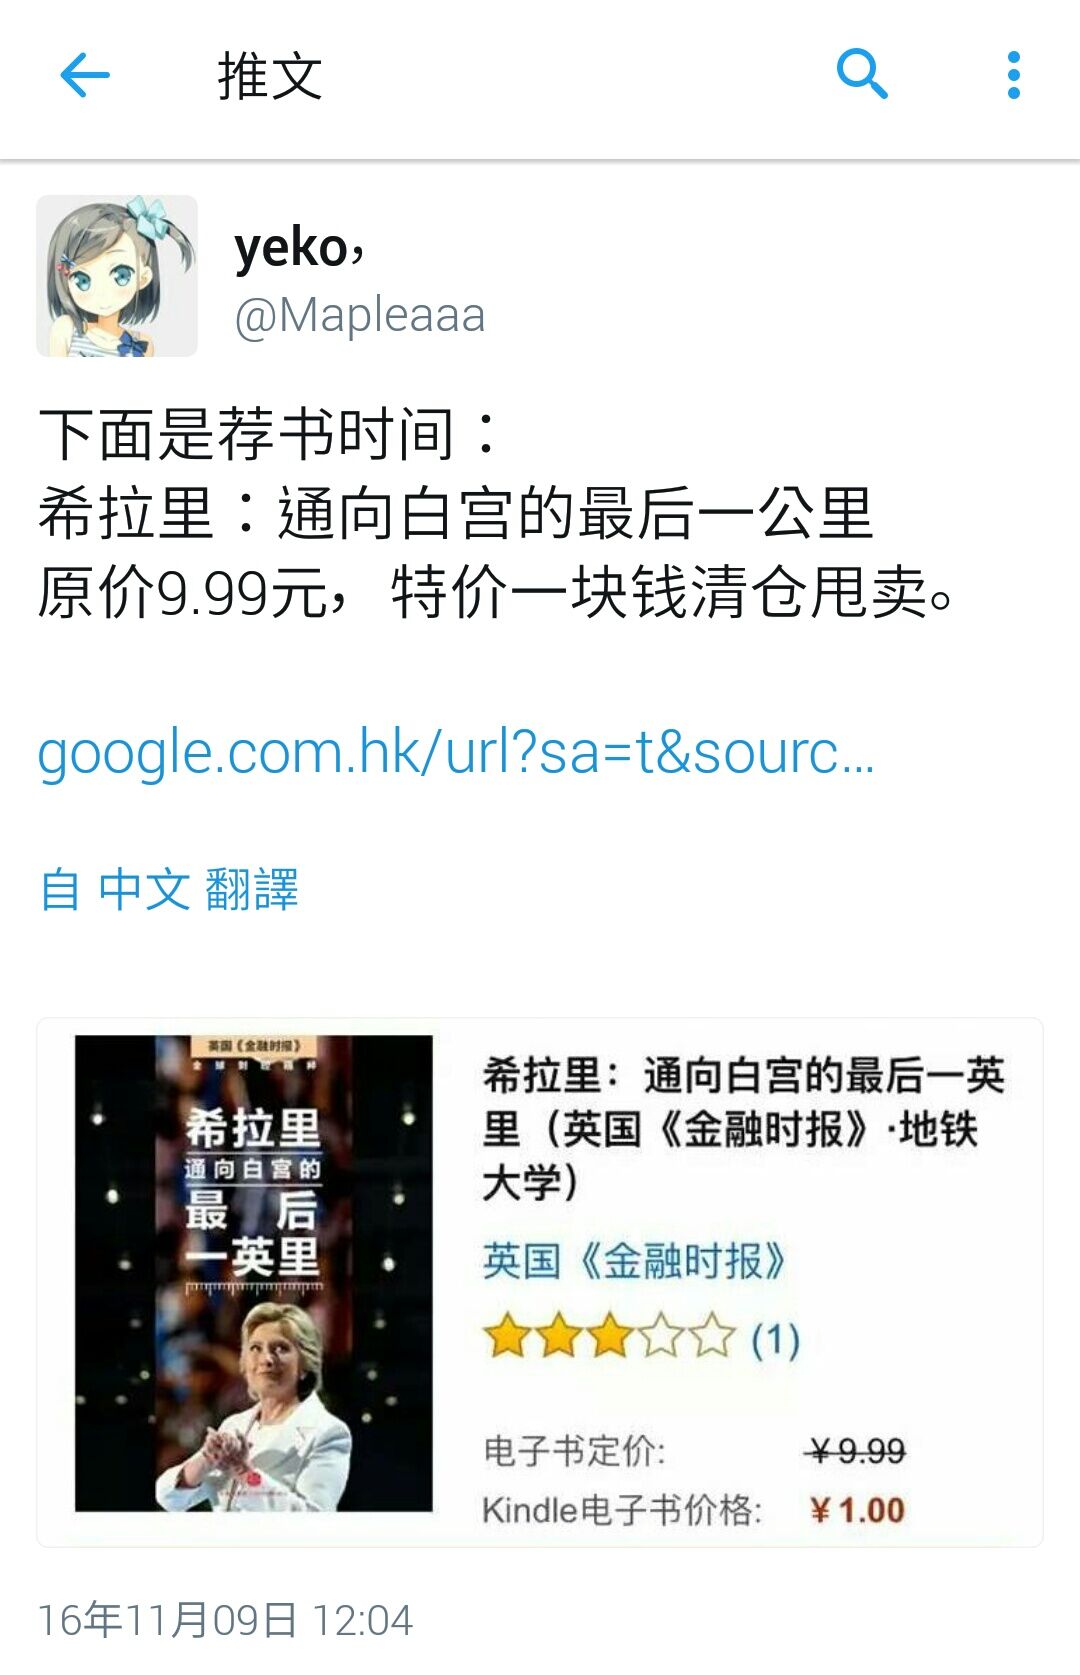 推文
yeko，
@Mapleaaa
下面是荐书时间：
希拉里：通向白宫的最后一公里
原价9.99元，特价一块钱清仓甩卖。
google.com.hk/url?sa=t&sourc...
自 中文 翻譯
英国《金融时报》
希拉里
通向白宫的
最后
一英里
希拉里：通向白宫的最后一英
里（英国《金融时报》·地铁
大学）
英国《金融时报》
(1)
电子书定价: ￥9.99
Kindle电子书价格: ￥1.00
16年11月09日 12:04